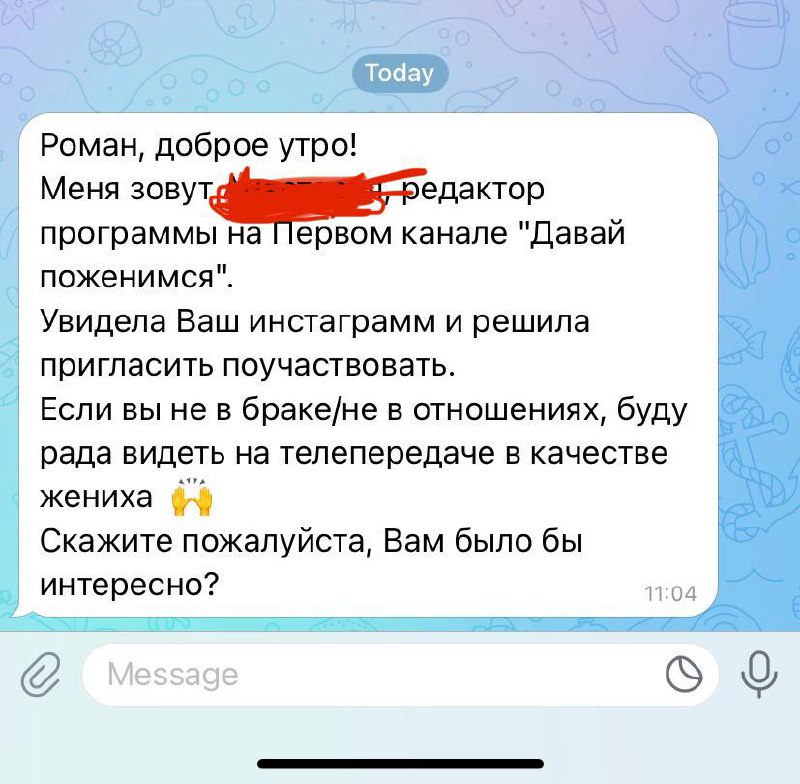 Today
Роман, доброе утро!
Меня зовут редактор
программы на Первом канале "Давай
поженимся".
Увидела Ваш инстаграмм и решила
пригласить поучаствовать.
Если вы не в браке/не в отношениях, буду
рада видеть на телепередаче в качестве
жениха 🙌
Скажите пожалуйста, Вам было бы
интересно?
11:04
Message